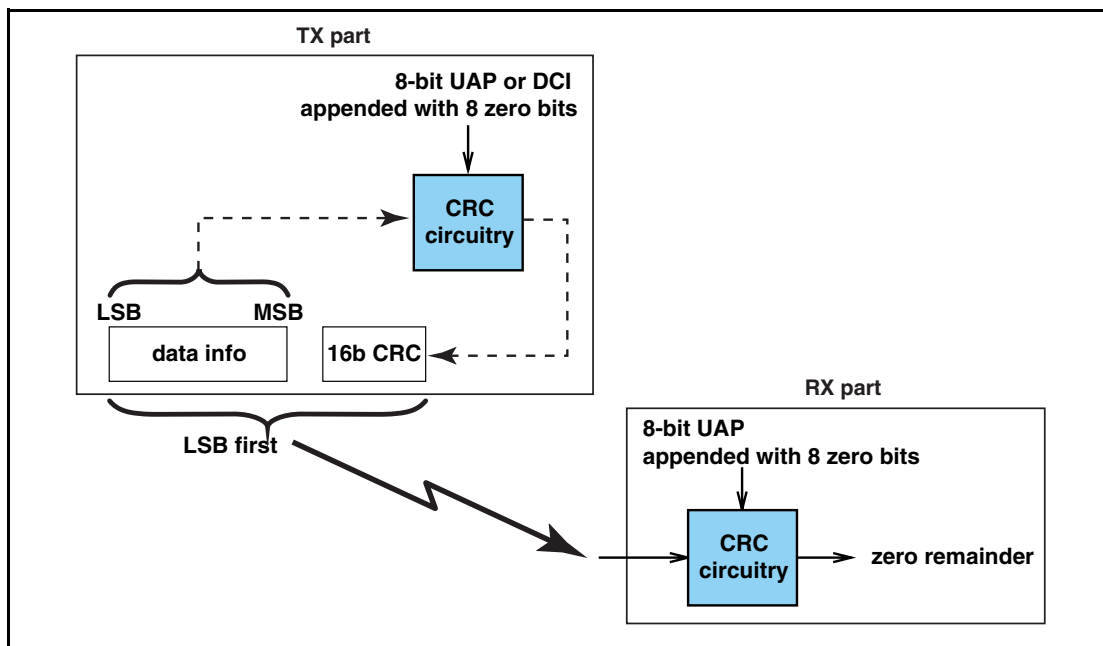 TX part
8-bit UAP or DCI
appended with 8 zero bits
CRC
circuitry
LSB
MSB
data info
16b CRC
LSB first
RX part
8-bit UAP
appended with 8 zero bits
CRC
circuitry
zero remainder